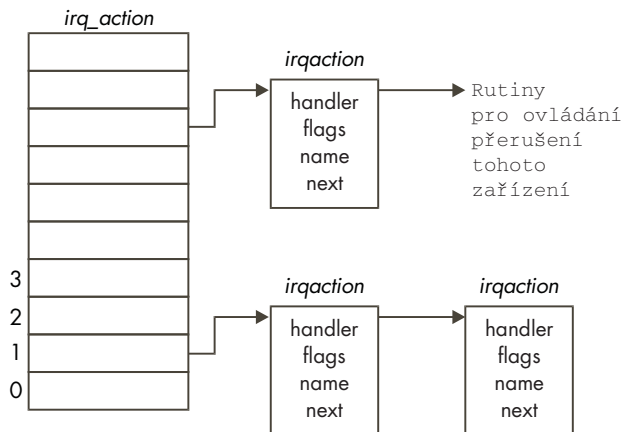 irq_action
irqaction
handler
flags
name
next
Rutiny
pro ovládání
přerušení
tohoto
zařízení
3
2
1
0
irqaction
handler
flags
name
next
irqaction
handler
flags
name
next